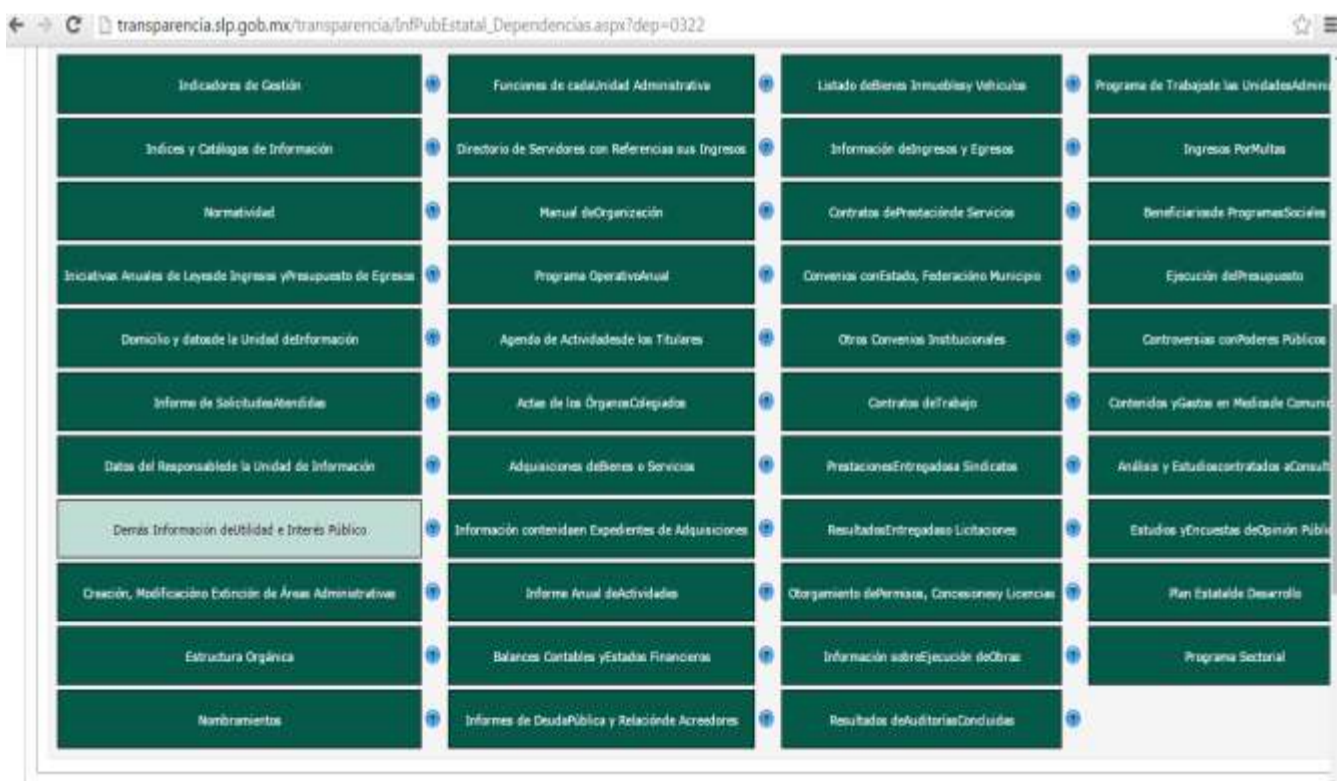 transparencia.slp.gob.mx/transparencia/InfPubEstatal_Dependencias.aspx?dep=0322
Indicadores de Gestión
Funciones de cadaUnidad Administrativa
Listado deBienes Inmueblesy Vehiculos
Programa de Trabajode las UnidadesAdmini
Indices y Catálogos de Información
Directorio de Servidores con Referencias sus Ingresos
Información deIngresos y Egresos
Ingresos PorMultas
Normatividad
Manual deOrganización
Contratos dePrestaciónde Servicios
Beneficiariosde ProgramasSociales
Iniciativas Anuales de Leyesde Ingresos yPresupuesto de Egresos
Programa OperativoAnual
Convenios conEstado, Federacióno Municipio
Ejecución delPresupuesto
Domicilio y datosde la Unidad deInformación
Agenda de Actividadesde los Titulares
Otros Convenios Institucionales
Controversias conPoderes Públicos
Informe de SolicitudesAtendidas
Actas de los ÓrganosColegiados
Contratos deTrabajo
Contenidos yGastos en Mediosde Comunic
Datos del Responsablede la Unidad de Información
Adquisiciones deBienes o Servicios
PrestacionesEntregadasa Sindicatos
Análisis y Estudioscontratados aConsult
Demás Información deUtilidad e Interés Público
Información contenidaen Expedientes de Adquisiciones
ResultadosEntregadaso Licitaciones
Estudios yEncuestas deOpinión Públic
Creación, Modificacióno Extinción de Áreas Administrativas
Informe Anual deActividades
Otorgamiento dePermisos, Concesionesy Licencias
Plan Estatalde Desarrollo
Estructura Orgánica
Balances Contables yEstados Financieros
Información sobreEjecución deObras
Programa Sectorial
Nombramientos
Informes de DeudaPública y Relaciónde Acreedores
Resultados deAuditoriasConcluidas